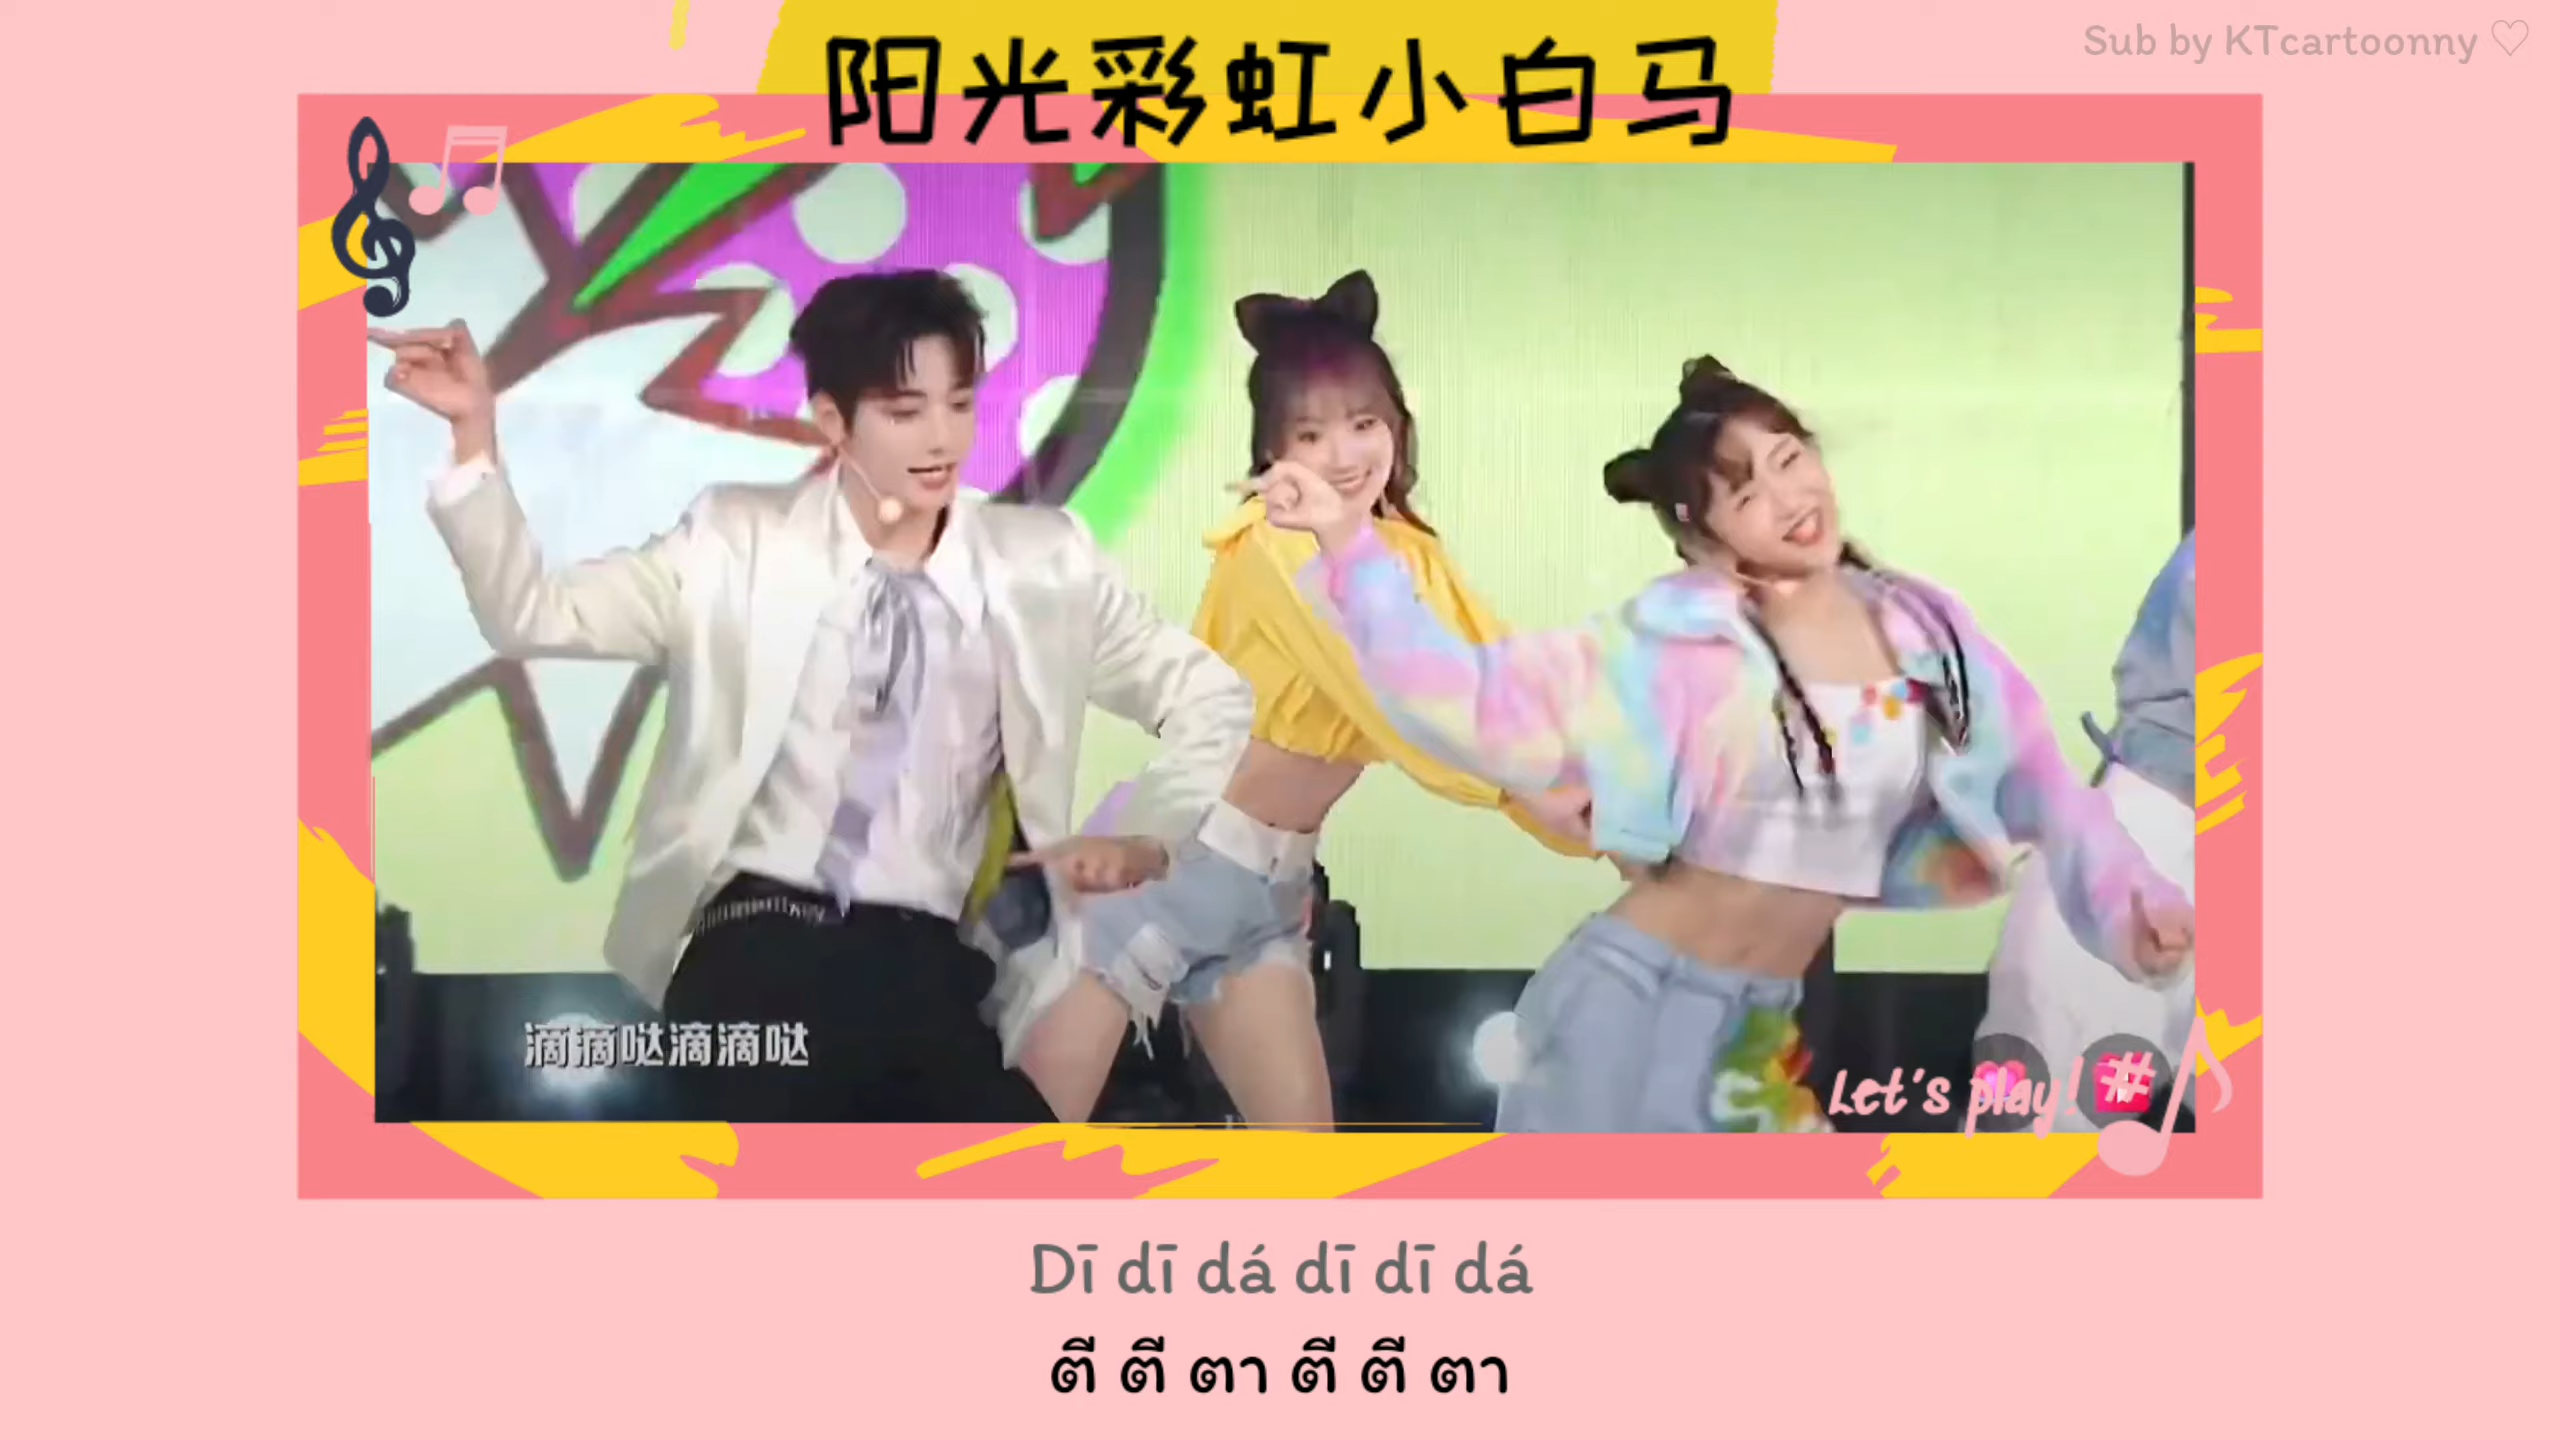 Sub by KTcartoonny ♡
阳光彩虹小白马
滴滴哒滴滴哒
Let's play! #
Dī dī dá dī dī dá
ตี ตี ตา ตี ตี ตา